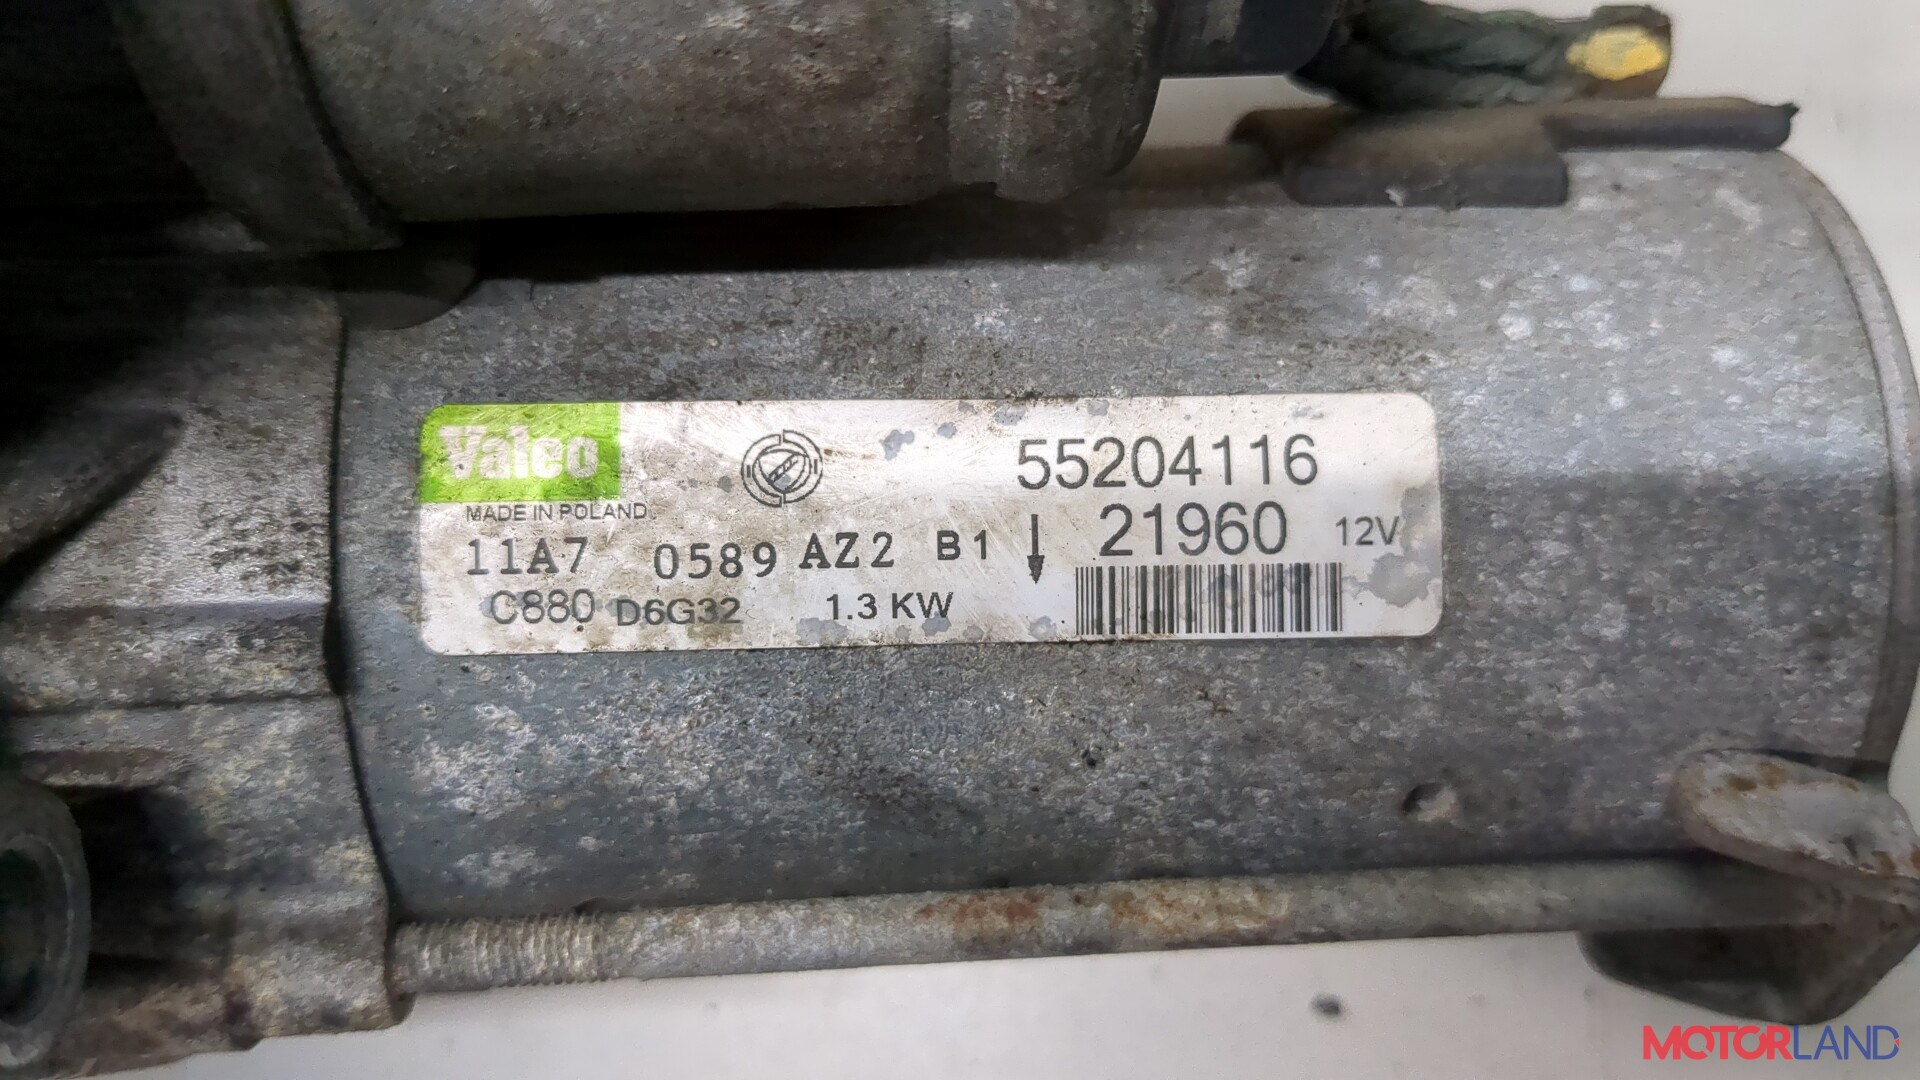 Valeo
55204116
MADE IN POLAND
21960 12V
11A7 0589 AZ2 B1
C880 D6G32 1.3 KW
MOTORLAND